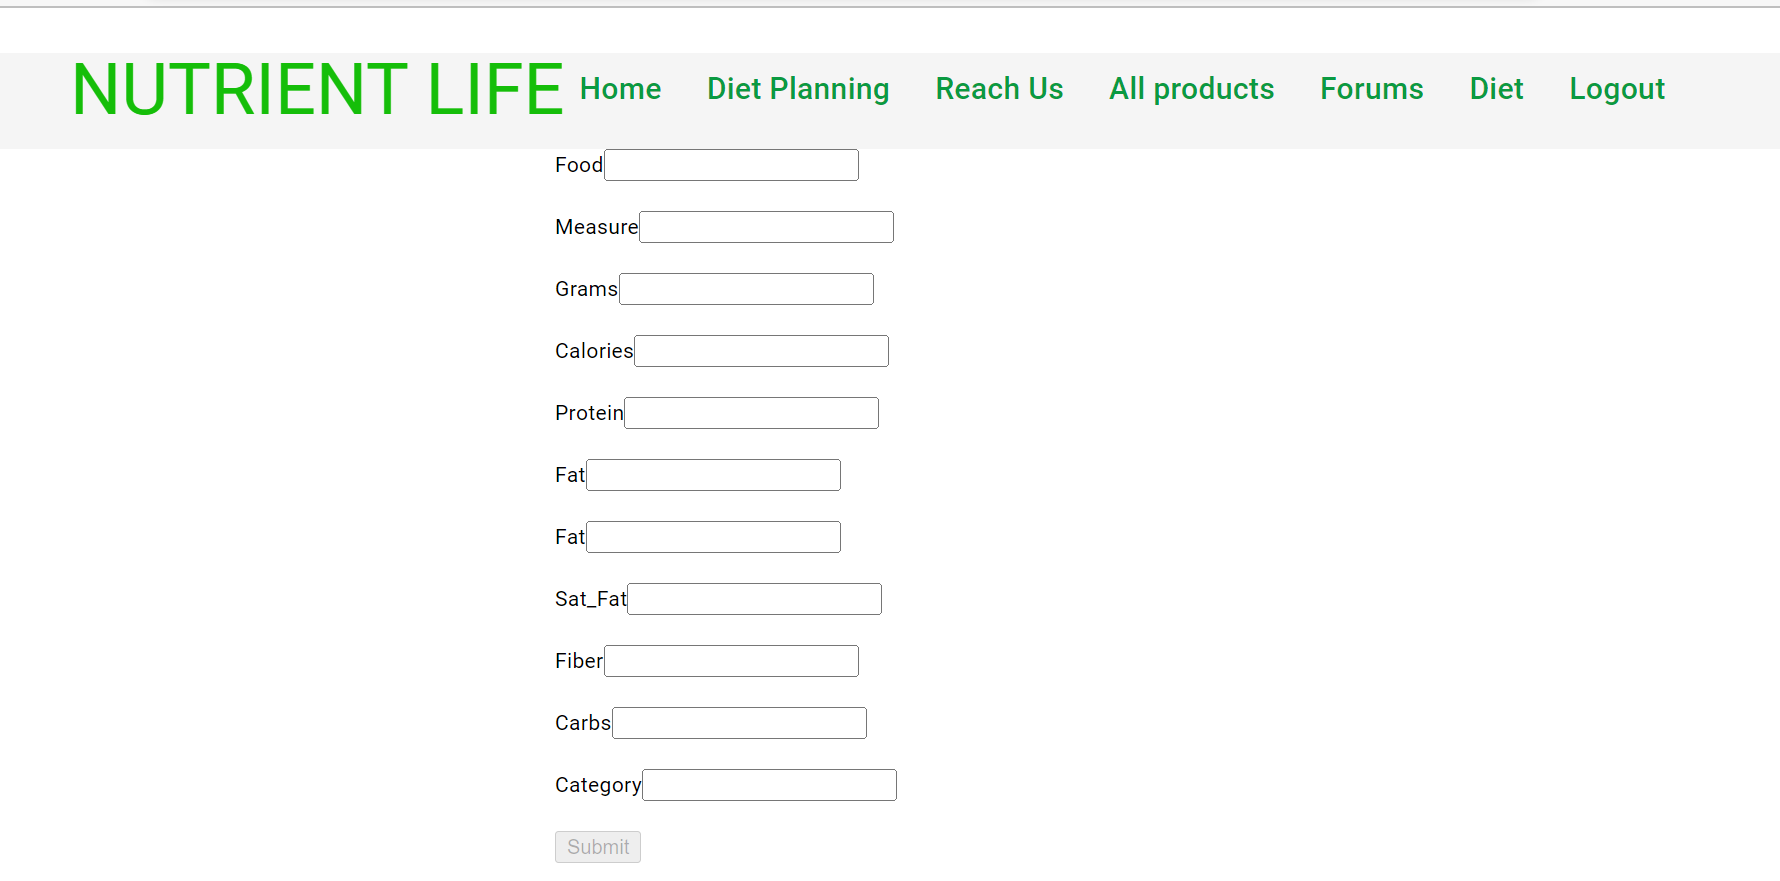 NUTRIENT LIFE Home Diet Planning Reach Us All products Forums Diet Logout
Food
Measure
Grams
Calories
Protein
Fat
Fat
Sat_Fat
Fiber
Carbs
Category
Submit